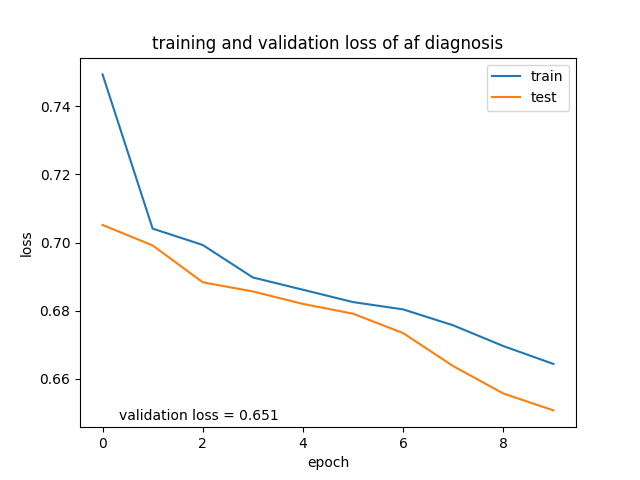 training and validation loss of af diagnosis
train
test
0.74
0.72
0.70
0.68
0.66
loss
validation loss = 0.651
0
2
4
6
8
epoch